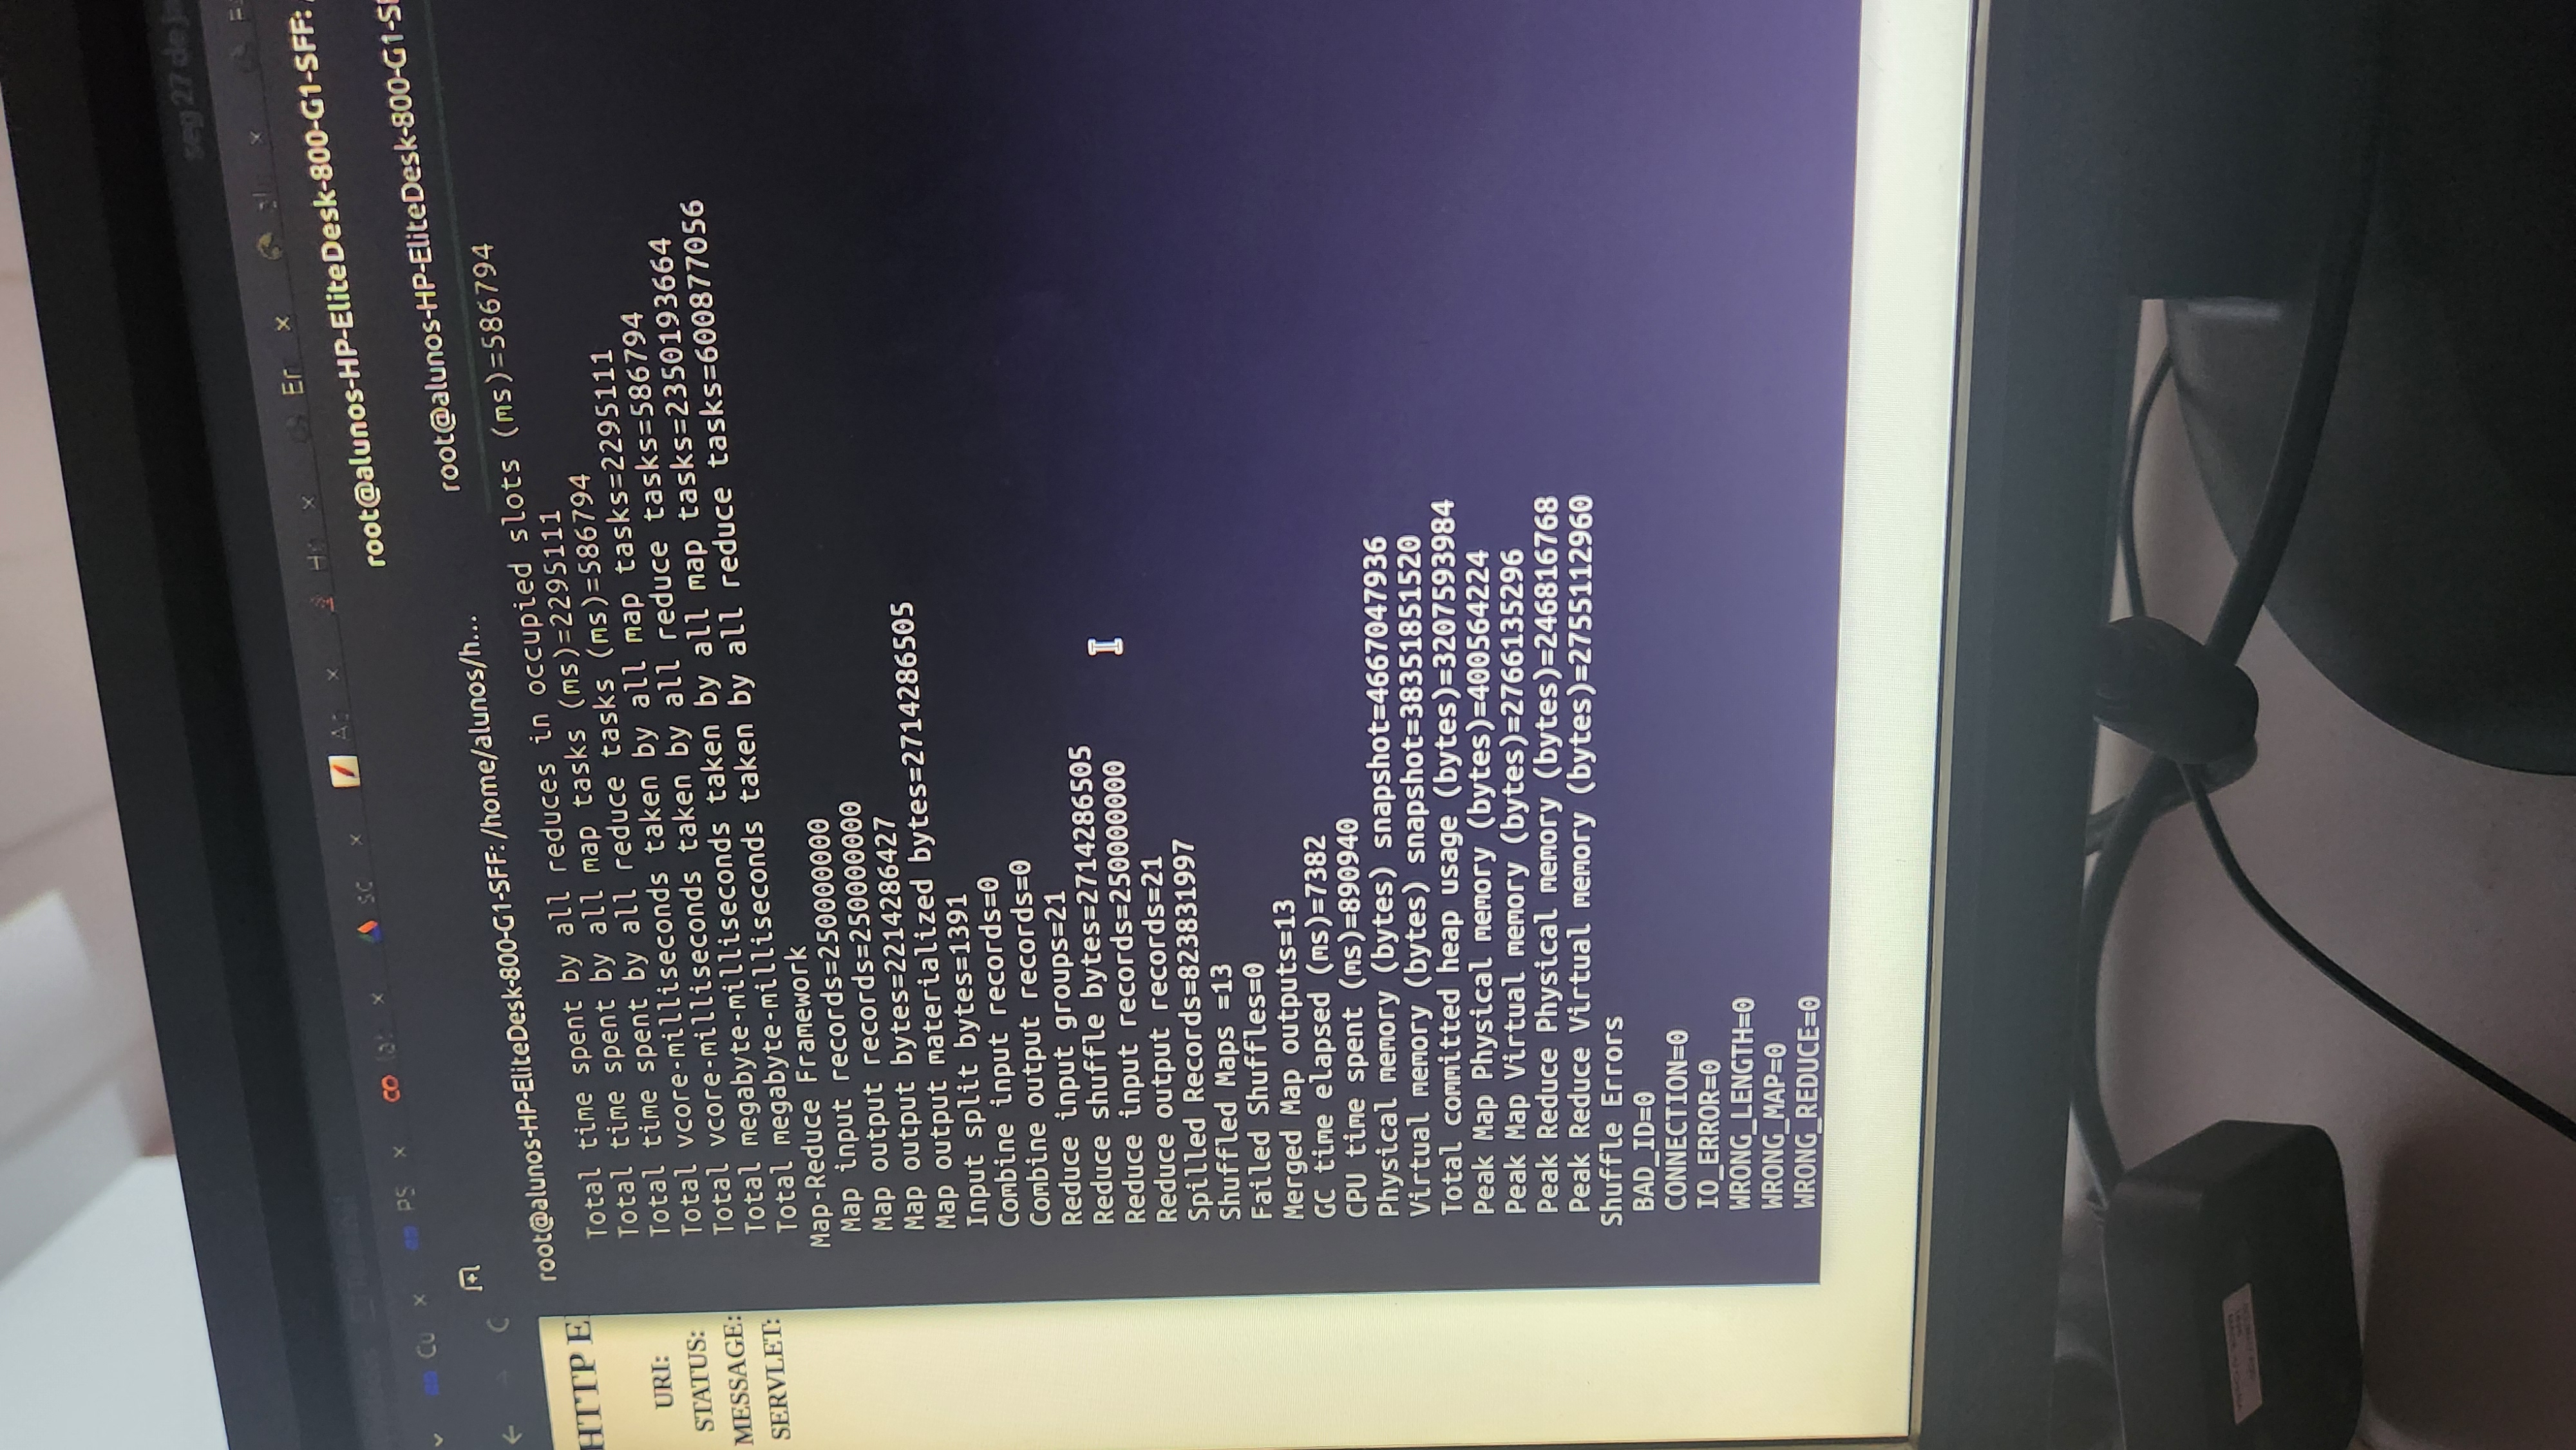 seg 27 de ja
Cu × PS × × SC × × × Er × ×
root@alunos-HP-EliteDesk-800-G1-SFF:
root@alunos-HP-EliteDesk-800-G1-SFF: /home/alunos/h...
root@alunos-HP-EliteDesk-800-G1-S
HTTP E
URI:
STATUS:
MESSAGE:
SERVLET:
Total time spent by all reduces in occupied slots (ms)=586794
Total time spent by all map tasks (ms)=2295111
Total time spent by all reduce tasks (ms)=586794
Total vcore-milliseconds taken by all map tasks=2295111
Total vcore-milliseconds taken by all reduce tasks=586794
Total megabyte-milliseconds taken by all map tasks=2350193664
Total megabyte-milliseconds taken by all reduce tasks=600877056
Map-Reduce Framework
Map input records=250000000
Map output records=250000000
Map output bytes=2214286427
Map output materialized bytes=2714286505
Input split bytes=1391
Combine input records=0
Combine output records=0
Reduce input groups=21
Reduce shuffle bytes=2714286505
Reduce input records=250000000
Reduce output records=21
Spilled Records=823831997
Shuffled Maps =13
Failed Shuffles=0
Merged Map outputs=13
GC time elapsed (ms)=7382
CPU time spent (ms)=890940
Physical memory (bytes) snapshot=4667047936
Virtual memory (bytes) snapshot=38351851520
Total committed heap usage (bytes)=3207593984
Peak Map Physical memory (bytes)=400564224
Peak Map Virtual memory (bytes)=2766135296
Peak Reduce Physical memory (bytes)=246816768
Peak Reduce Virtual memory (bytes)=2755112960
Shuffle Errors
BAD_ID=0
CONNECTION=0
IO_ERROR=0
WRONG_LENGTH=0
WRONG_MAP=0
WRONG_REDUCE=0